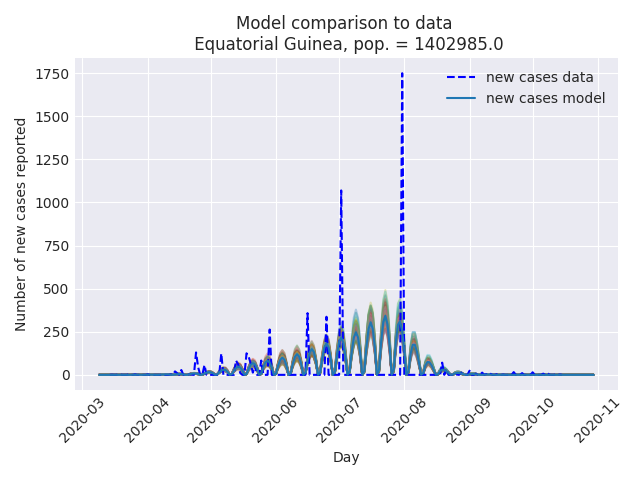 Model comparison to data
Equatorial Guinea, pop. = 1402985.0
new cases data
new cases model
Number of new cases reported
1750
1500
1250
1000
750
500
250
0
2020-03
2020-04
2020-05
2020-06
2020-07
2020-08
2020-09
2020-10
2020-11
Day